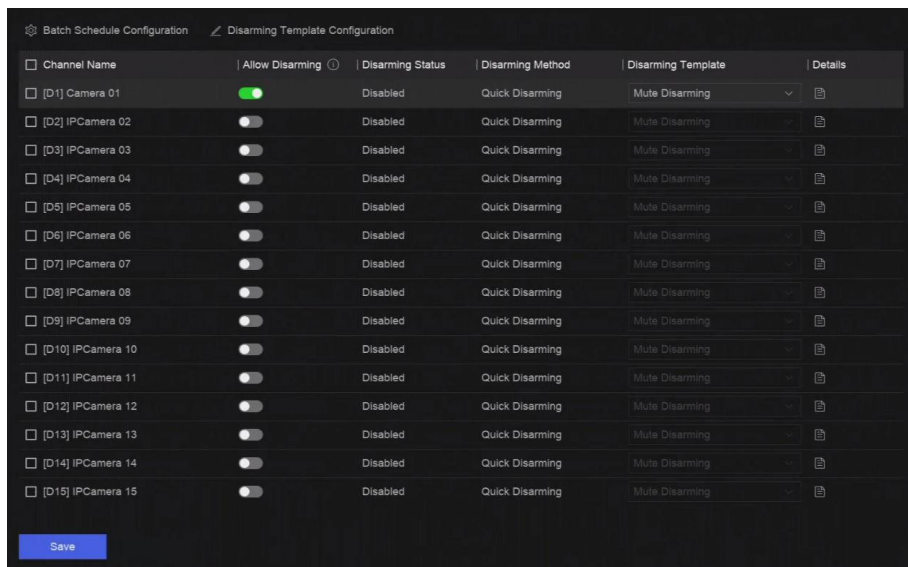 Batch Schedule Configuration Disarming Template Configuration
Channel Name Allow Disarming Disarming Status Disarming Method Disarming Template Details
[D1] Camera 01 Disabled Quick Disarming Mute Disarming
[D2] IPCamera 02 Disabled Quick Disarming Mute Disarming
[D3] IPCamera 03 Disabled Quick Disarming Mute Disarming
[D4] IPCamera 04 Disabled Quick Disarming Mute Disarming
[D5] IPCamera 05 Disabled Quick Disarming Mute Disarming
[D6] IPCamera 06 Disabled Quick Disarming Mute Disarming
[D7] IPCamera 07 Disabled Quick Disarming Mute Disarming
[D8] IPCamera 08 Disabled Quick Disarming Mute Disarming
[D9] IPCamera 09 Disabled Quick Disarming Mute Disarming
[D10] IPCamera 10 Disabled Quick Disarming Mute Disarming
[D11] IPCamera 11 Disabled Quick Disarming Mute Disarming
[D12] IPCamera 12 Disabled Quick Disarming Mute Disarming
[D13] IPCamera 13 Disabled Quick Disarming Mute Disarming
[D14] IPCamera 14 Disabled Quick Disarming Mute Disarming
[D15] IPCamera 15 Disabled Quick Disarming Mute Disarming
Save